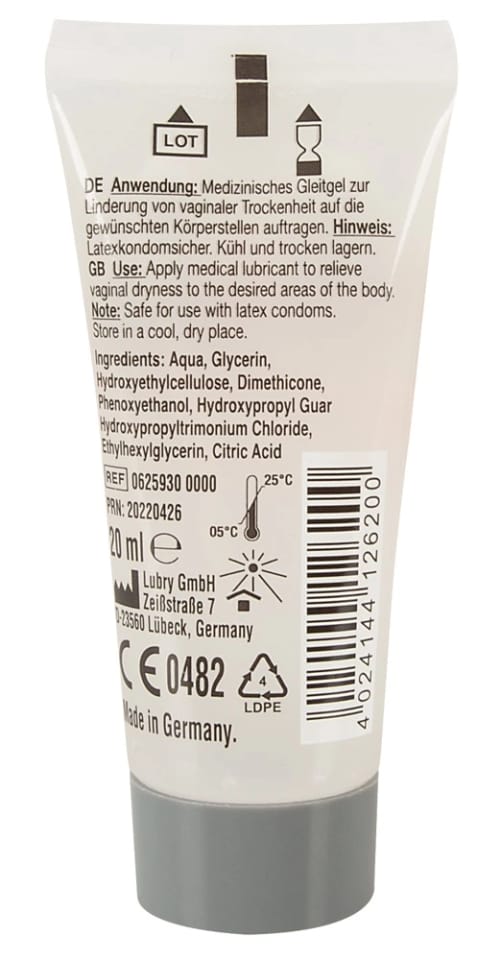 LOT
DE Anwendung: Medizinisches Gleitgel zur
Linderung von vaginaler Trockenheit auf die
gewünschten Körperstellen auftragen. Hinweis:
Latexkondomsicher. Kühl und trocken lagern.
GB Use: Apply medical lubricant to relieve
vaginal dryness to the desired areas of the body.
Note: Safe for use with latex condoms.
Store in a cool, dry place.
Ingredients: Aqua, Glycerin,
Hydroxyethylcellulose, Dimethicone,
Phenoxyethanol, Hydroxypropyl Guar
Hydroxypropyltrimonium Chloride,
Ethylhexylglycerin, Citric Acid
REF 0625930 0000
PRN: 20220426
25°C
05°C
20 ml ℮
Lubry GmbH
Zeißstraße 7
D-23560 Lübeck, Germany
CE 0482
4
LDPE
Made in Germany.
4 024144 126200